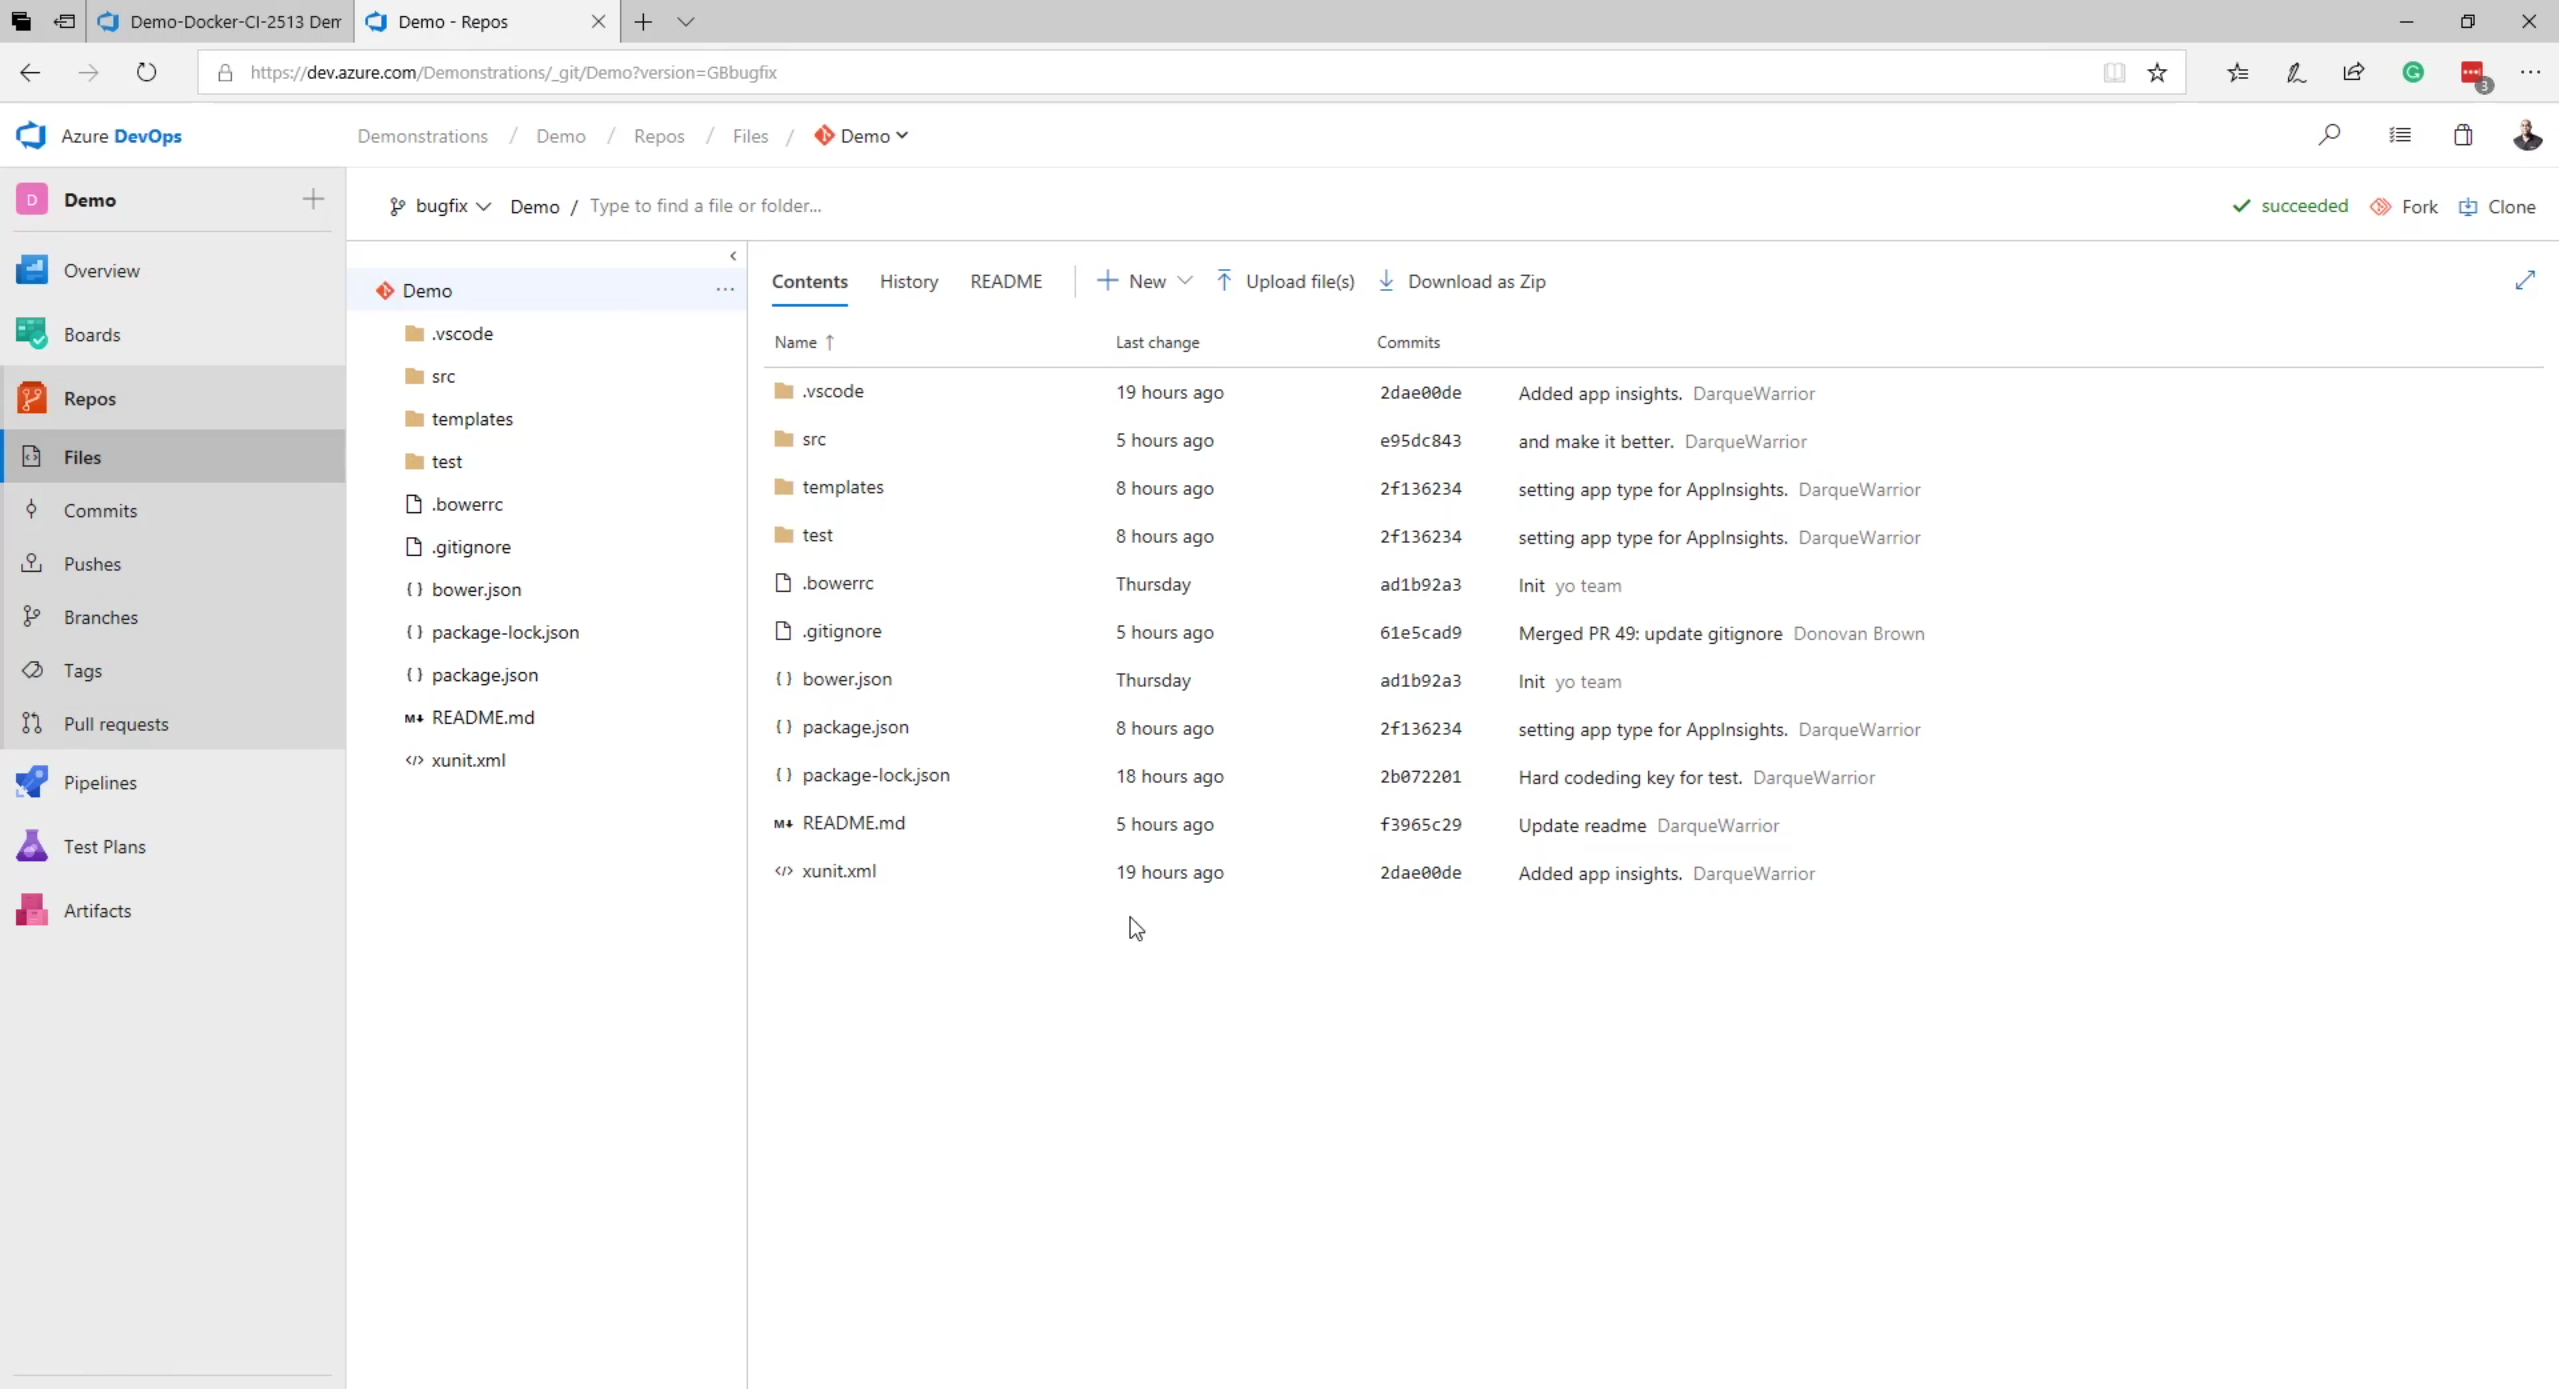 Demo-Docker-CI-2513 Dem
Demo - Repos
https://dev.azure.com/Demonstrations/_git/Demo?version=GBbugfix
3
Azure DevOps
Demonstrations / Demo / Repos / Files / Demo
D Demo
bugfix Demo / Type to find a file or folder...
succeeded Fork Clone
Overview
Boards
Repos
Files
Commits
Pushes
Branches
Tags
Pull requests
Pipelines
Test Plans
Artifacts
Demo ...
.vscode
src
templates
test
.bowerrc
.gitignore
{ } bower.json
{ } package-lock.json
{ } package.json
M↓ README.md
</> xunit.xml
Contents History README New Upload file(s) Download as Zip
Name ↑ Last change Commits
.vscode 19 hours ago 2dae00de Added app insights. DarqueWarrior
src 5 hours ago e95dc843 and make it better. DarqueWarrior
templates 8 hours ago 2f136234 setting app type for AppInsights. DarqueWarrior
test 8 hours ago 2f136234 setting app type for AppInsights. DarqueWarrior
.bowerrc Thursday ad1b92a3 Init yo team
.gitignore 5 hours ago 61e5cad9 Merged PR 49: update gitignore Donovan Brown
{ } bower.json Thursday ad1b92a3 Init yo team
{ } package.json 8 hours ago 2f136234 setting app type for AppInsights. DarqueWarrior
{ } package-lock.json 18 hours ago 2b072201 Hard codeding key for test. DarqueWarrior
M↓ README.md 5 hours ago f3965c29 Update readme DarqueWarrior
</> xunit.xml 19 hours ago 2dae00de Added app insights. DarqueWarrior